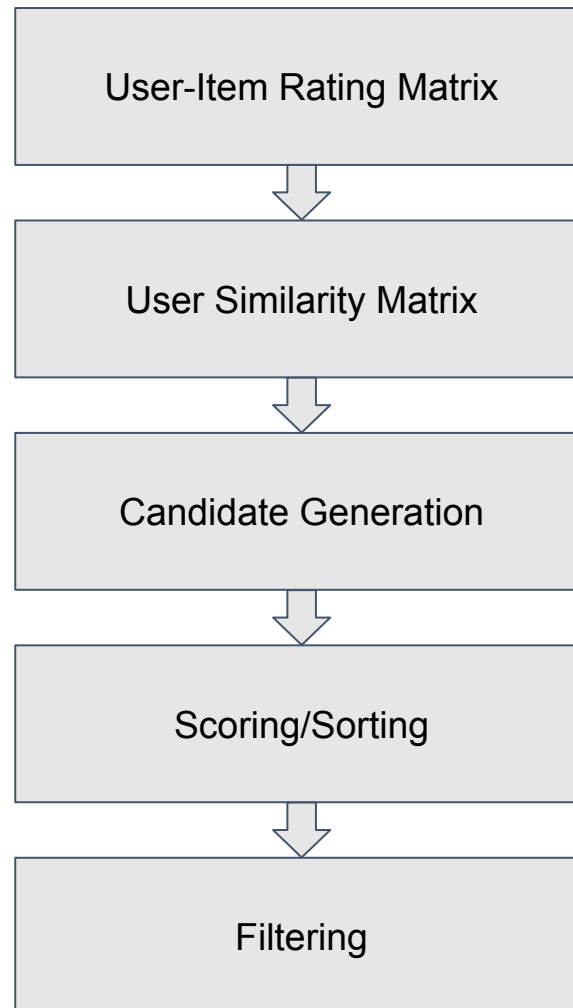 User-Item Rating Matrix
User Similarity Matrix
Candidate Generation
Scoring/Sorting
Filtering